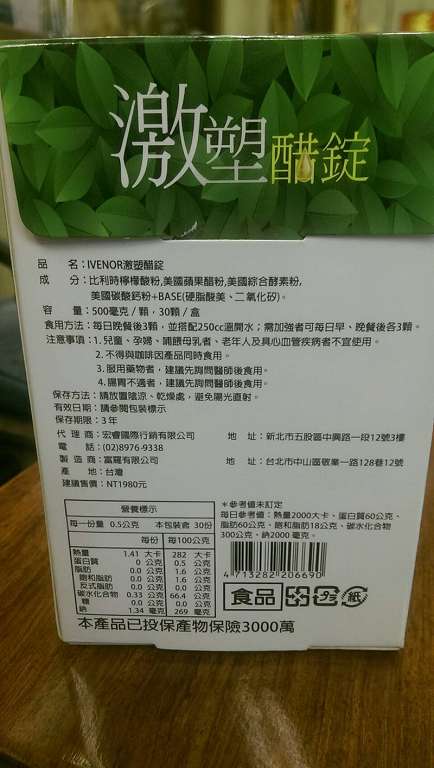 激塑醋錠
品 名：IVENOR激塑醋錠
成 分：比利時檸檬酸粉,美國蘋果醋粉,美國綜合酵素粉,
美國碳酸鈣粉+BASE(硬脂酸美、二氧化矽)。
容 量：500毫克 / 顆，30顆 / 盒
食用方法：每日晚餐後3顆，並搭配250cc溫開水；需加強者可每日早、晚餐後各3顆。
注意事項：1.兒童、孕婦、哺餵母乳者、老年人及具心血管疾病者不宜使用。
2.不得與咖啡因產品同時食用。
3.服用藥物者，建議先詢問醫師後食用。
4.腸胃不適者，建議先詢問醫師後食用。
保存方法：請放置陰涼、乾燥處，避免陽光直射。
有效日期：請參閱包裝標示
保存期限：3 年
代 理 商：宏睿國際行銷有限公司 地 址：新北市五股區中興路一段12號3樓
電 話：(02)8976-9338
製 造 商：富羅有限公司 地 址：台北市中山區敬業一路128巷12號
產 地：台灣
建議售價：NT1980元
營養標示
每一份量 0.5公克 本包裝含 30份
每份 每100公克
熱量 1.41 大卡 282 大卡
蛋白質 0 公克 0.5 公克
脂肪 0.0 公克 1.6 公克
飽和脂肪 0.0 公克 1.6 公克
反式脂肪 0.0 公克 0.0 公克
碳水化合物 0.33 公克 66.4 公克
糖 0.0 公克 0.0 公克
鈉 1.34 毫克 269 毫克
＊參考值未訂定
每日參考值：熱量2000大卡、蛋白質60公克、
脂肪60公克、飽和脂肪18公克、碳水化合物
300公克、鈉2000 毫克。
4 713282 206690
食品 紙
本產品已投保產物保險3000萬